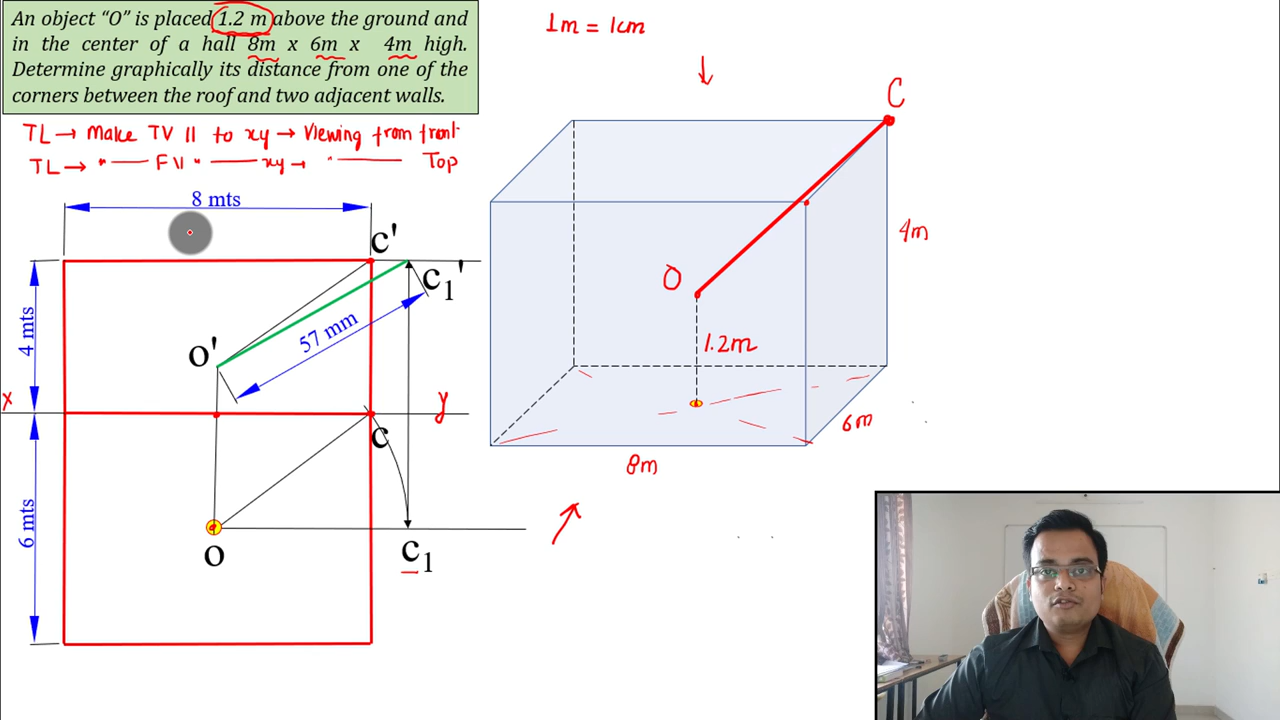 An object “O” is placed 1.2 m above the ground and
in the center of a hall 8m x 6m x 4m high.
Determine graphically its distance from one of the
corners between the roof and two adjacent walls.
TL → Make TV || to xy → Viewing from front
TL → " — F || " — xy → " — Top
1m = 1cm
C
O
4m
1.2m
6m
8m
8 mts
c'
c1'
4 mts
57 mm
o'
x
y
c
6 mts
o
c1